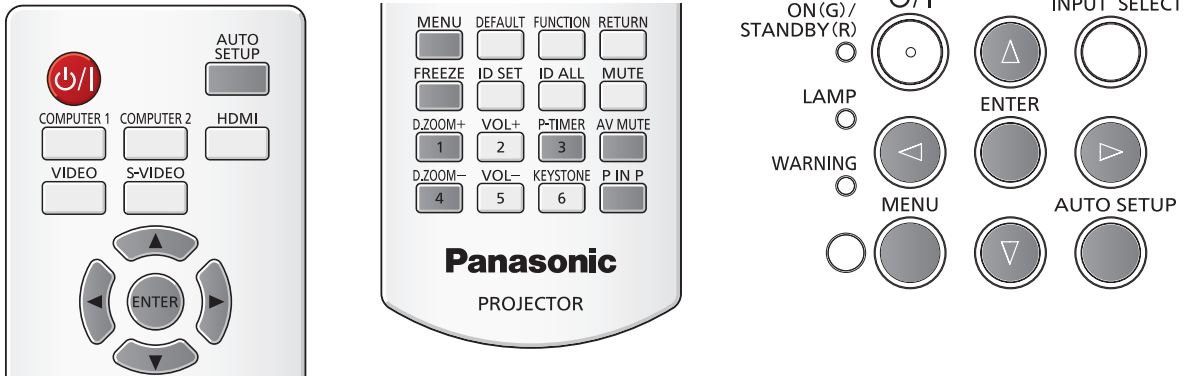 AUTO
SETUP
COMPUTER 1 COMPUTER 2 HDMI
VIDEO S-VIDEO
ENTER
MENU DEFAULT FUNCTION RETURN
FREEZE ID SET ID ALL MUTE
D.ZOOM+ VOL+ P-TIMER AV MUTE
1 2 3
D.ZOOM− VOL− KEYSTONE P IN P
4 5 6
Panasonic
PROJECTOR
ON(G)/
STANDBY(R)
INPUT SELECT
LAMP
ENTER
WARNING
MENU
AUTO SETUP